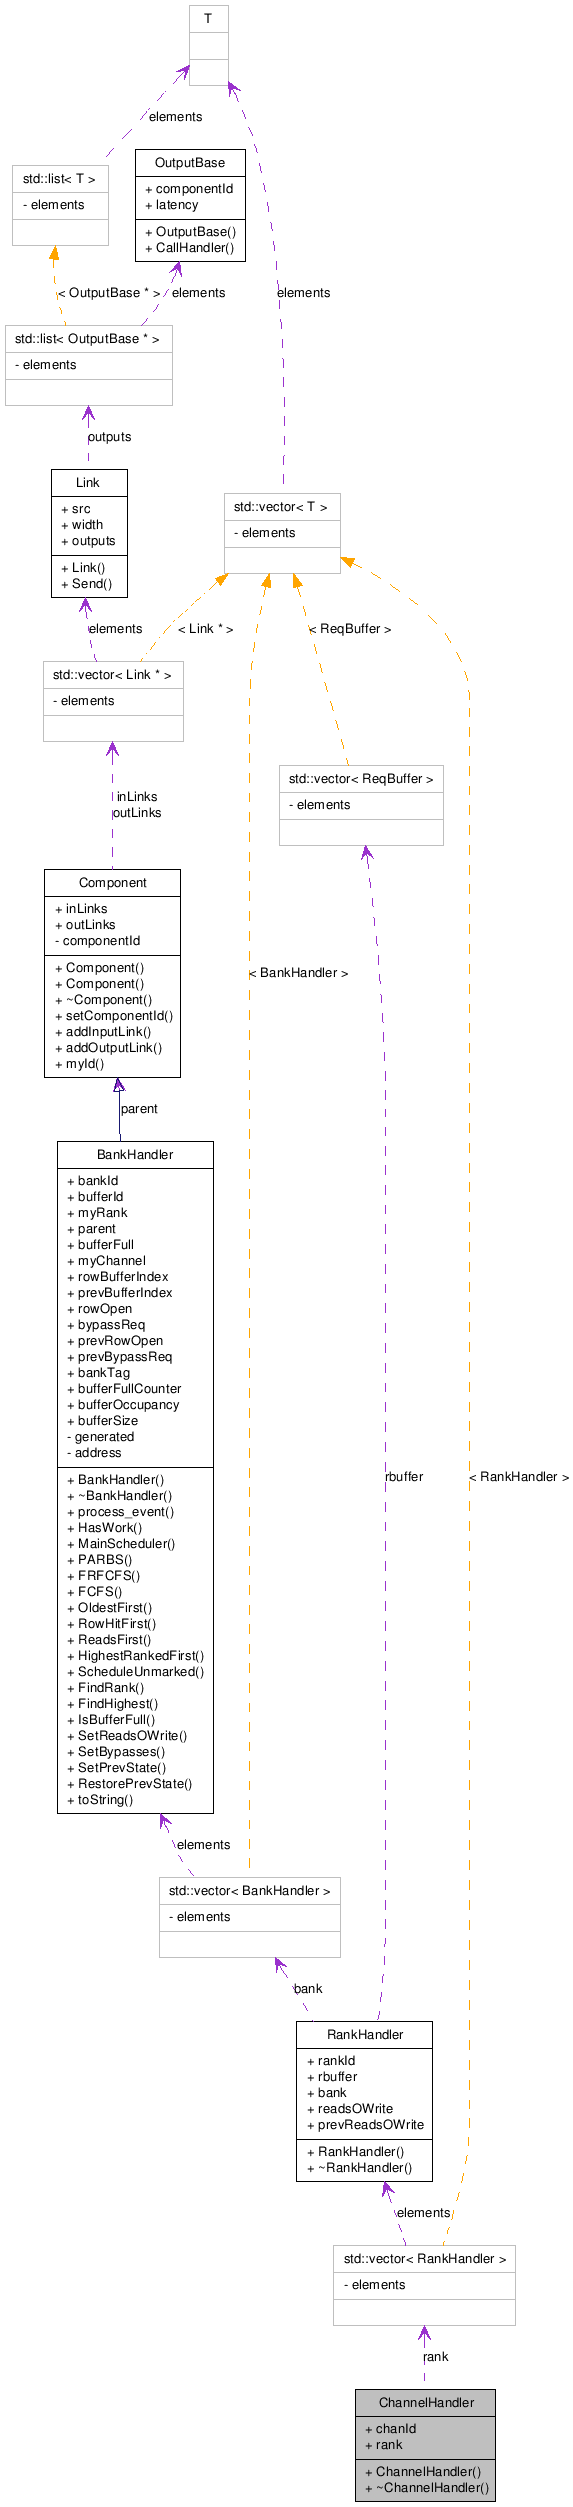 T
elements
std::list< T >
- elements
OutputBase
+ componentId
+ latency
+ OutputBase()
+ CallHandler()
< OutputBase * >
elements
elements
std::list< OutputBase * >
- elements
outputs
Link
+ src
+ width
+ outputs
+ Link()
+ Send()
std::vector< T >
- elements
elements
< Link * >
< ReqBuffer >
std::vector< Link * >
- elements
std::vector< ReqBuffer >
- elements
inLinks
outLinks
Component
+ inLinks
+ outLinks
- componentId
+ Component()
+ Component()
+ ~Component()
+ setComponentId()
+ addInputLink()
+ addOutputLink()
+ myId()
< BankHandler >
parent
BankHandler
+ bankId
+ bufferId
+ myRank
+ parent
+ bufferFull
+ myChannel
+ rowBufferIndex
+ prevBufferIndex
+ rowOpen
+ bypassReq
+ prevRowOpen
+ prevBypassReq
+ bankTag
+ bufferFullCounter
+ bufferOccupancy
+ bufferSize
- generated
- address
+ BankHandler()
+ ~BankHandler()
+ process_event()
+ HasWork()
+ MainScheduler()
+ PARBS()
+ FRFCFS()
+ FCFS()
+ OldestFirst()
+ RowHitFirst()
+ ReadsFirst()
+ HighestRankedFirst()
+ ScheduleUnmarked()
+ FindRank()
+ FindHighest()
+ IsBufferFull()
+ SetReadsOWrite()
+ SetBypasses()
+ SetPrevState()
+ RestorePrevState()
+ toString()
rbuffer
< RankHandler >
elements
std::vector< BankHandler >
- elements
bank
RankHandler
+ rankId
+ rbuffer
+ bank
+ readsOWrite
+ prevReadsOWrite
+ RankHandler()
+ ~RankHandler()
elements
std::vector< RankHandler >
- elements
rank
ChannelHandler
+ chanId
+ rank
+ ChannelHandler()
+ ~ChannelHandler()